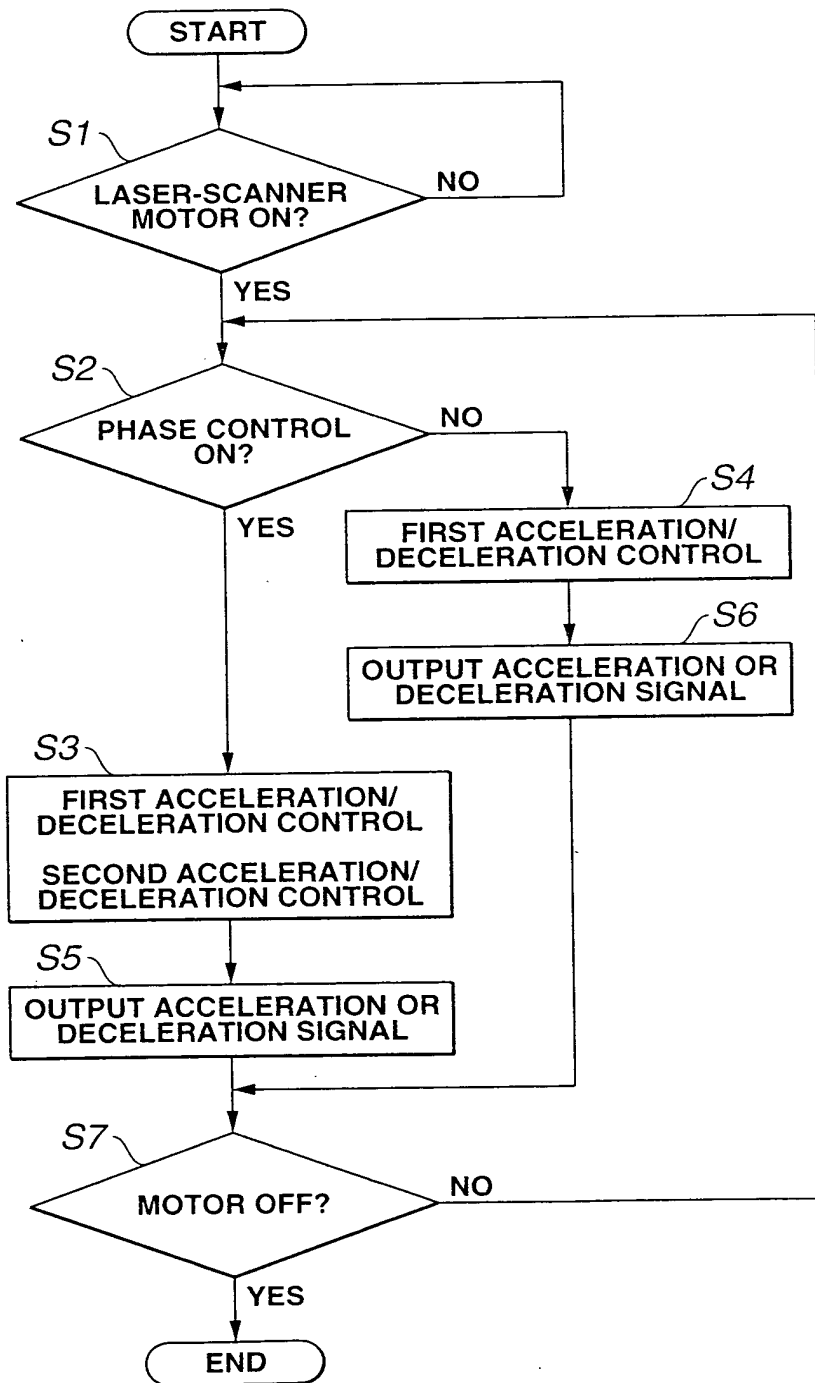 START
S1
LASER-SCANNER
MOTOR ON?
NO
YES
S2
PHASE CONTROL
ON?
NO
YES
S4
FIRST ACCELERATION/
DECELERATION CONTROL
S6
OUTPUT ACCELERATION OR
DECELERATION SIGNAL
S3
FIRST ACCELERATION/
DECELERATION CONTROL
SECOND ACCELERATION/
DECELERATION CONTROL
S5
OUTPUT ACCELERATION OR
DECELERATION SIGNAL
S7
MOTOR OFF?
NO
YES
END